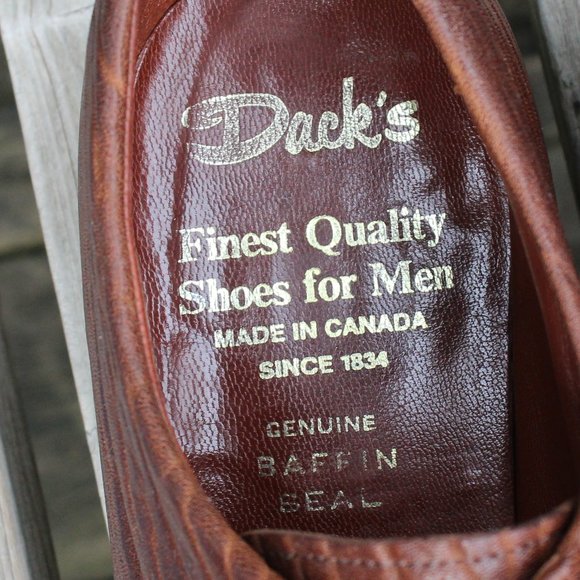 Dack's
Finest Quality
Shoes for Men
MADE IN CANADA
SINCE 1834
GENUINE
BAFFIN
SEAL